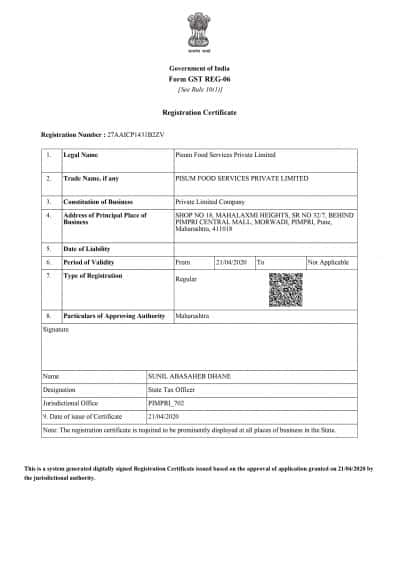 Government of India
Form GST REG-06
[See Rule 10(1)]
Registration Certificate
Registration Number : 27AAICP1431B2ZV
1. Legal Name Pisum Food Services Private Limited
2. Trade Name, if any PISUM FOOD SERVICES PRIVATE LIMITED
3. Constitution of Business Private Limited Company
4. Address of Principal Place of Business SHOP NO 18, MAHALAXMI HEIGHTS, SR NO 32/7, BEHIND
PIMPRI CENTRAL MALL, MORWADI, PIMPRI, Pune,
Maharashtra, 411018
5. Date of Liability
6. Period of Validity From 21/04/2020 To Not Applicable
7. Type of Registration Regular
8. Particulars of Approving Authority Maharashtra
Signature
Name SUNIL ABASAHEB DHANE
Designation State Tax Officer
Jurisdictional Office PIMPRI_702
9. Date of issue of Certificate 21/04/2020
Note: The registration certificate is required to be prominently displayed at all places of business in the State.
This is a system generated digitally signed Registration Certificate issued based on the approval of application granted on 21/04/2020 by
the jurisdictional authority.